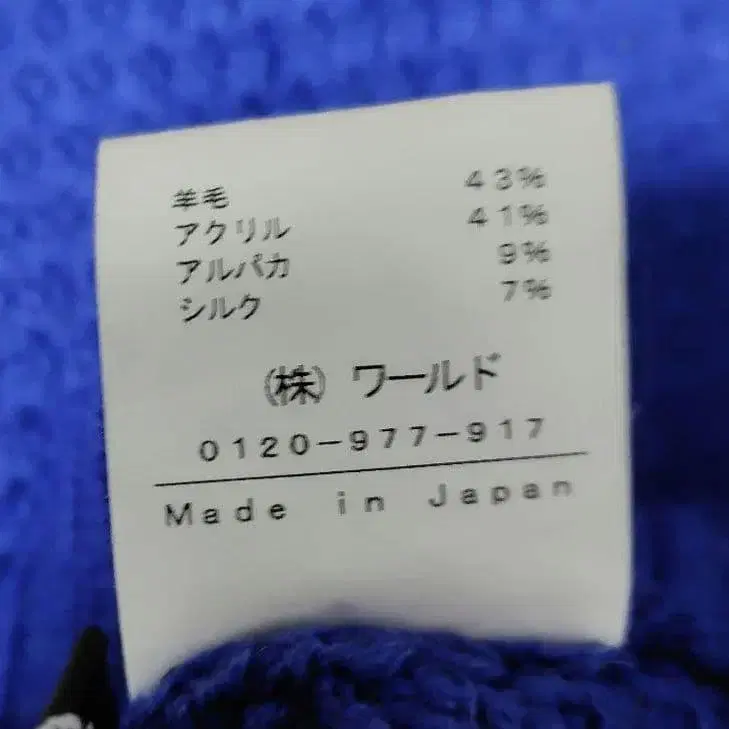 羊毛 43%
アクリル 41%
アルパカ 9%
シルク 7%
(株) ワールド
0120-977-917
Made in Japan